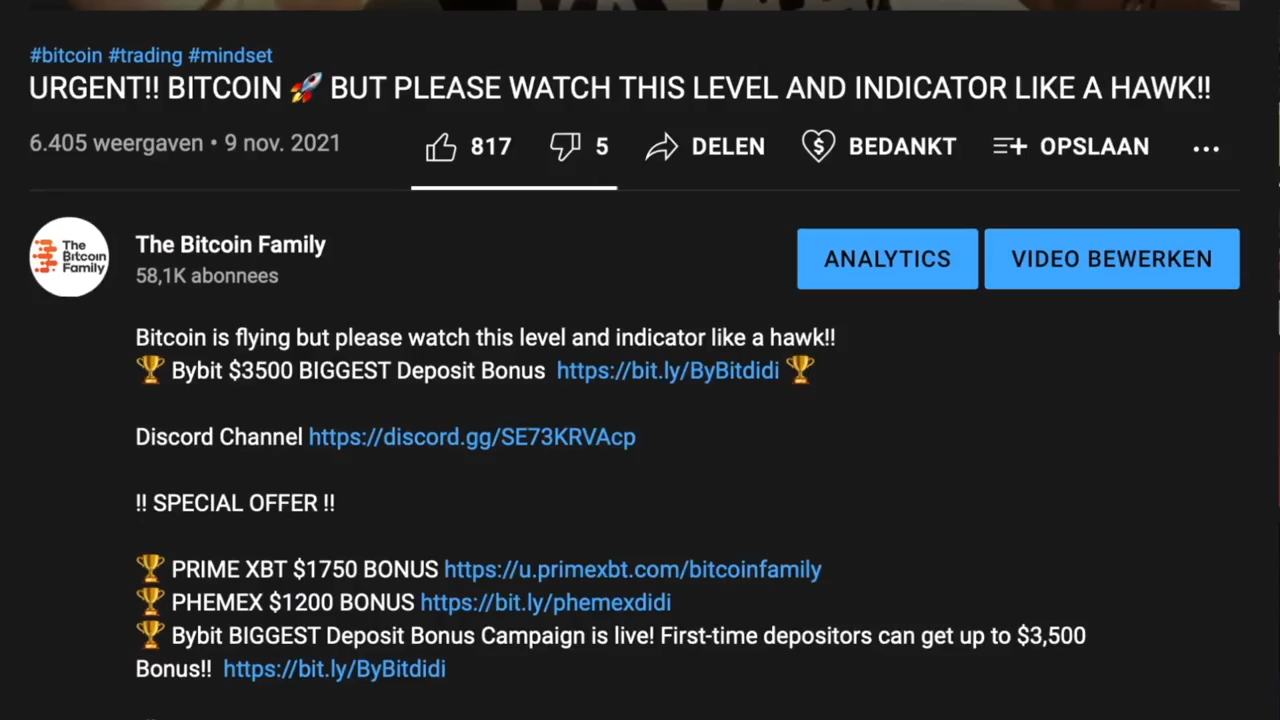 #bitcoin #trading #mindset
URGENT!! BITCOIN 🚀 BUT PLEASE WATCH THIS LEVEL AND INDICATOR LIKE A HAWK!!
6.405 weergaven • 9 nov. 2021 817 5 DELEN BEDANKT OPSLAAN ...
The Bitcoin Family
The Bitcoin Family
58,1K abonnees
ANALYTICS VIDEO BEWERKEN
Bitcoin is flying but please watch this level and indicator like a hawk!!
🏆 Bybit $3500 BIGGEST Deposit Bonus https://bit.ly/ByBitdidi 🏆
Discord Channel https://discord.gg/SE73KRVAcp
!! SPECIAL OFFER !!
🏆 PRIME XBT $1750 BONUS https://u.primexbt.com/bitcoinfamily
🏆 PHEMEX $1200 BONUS https://bit.ly/phemexdidi
🏆 Bybit BIGGEST Deposit Bonus Campaign is live! First-time depositors can get up to $3,500
Bonus!! https://bit.ly/ByBitdidi